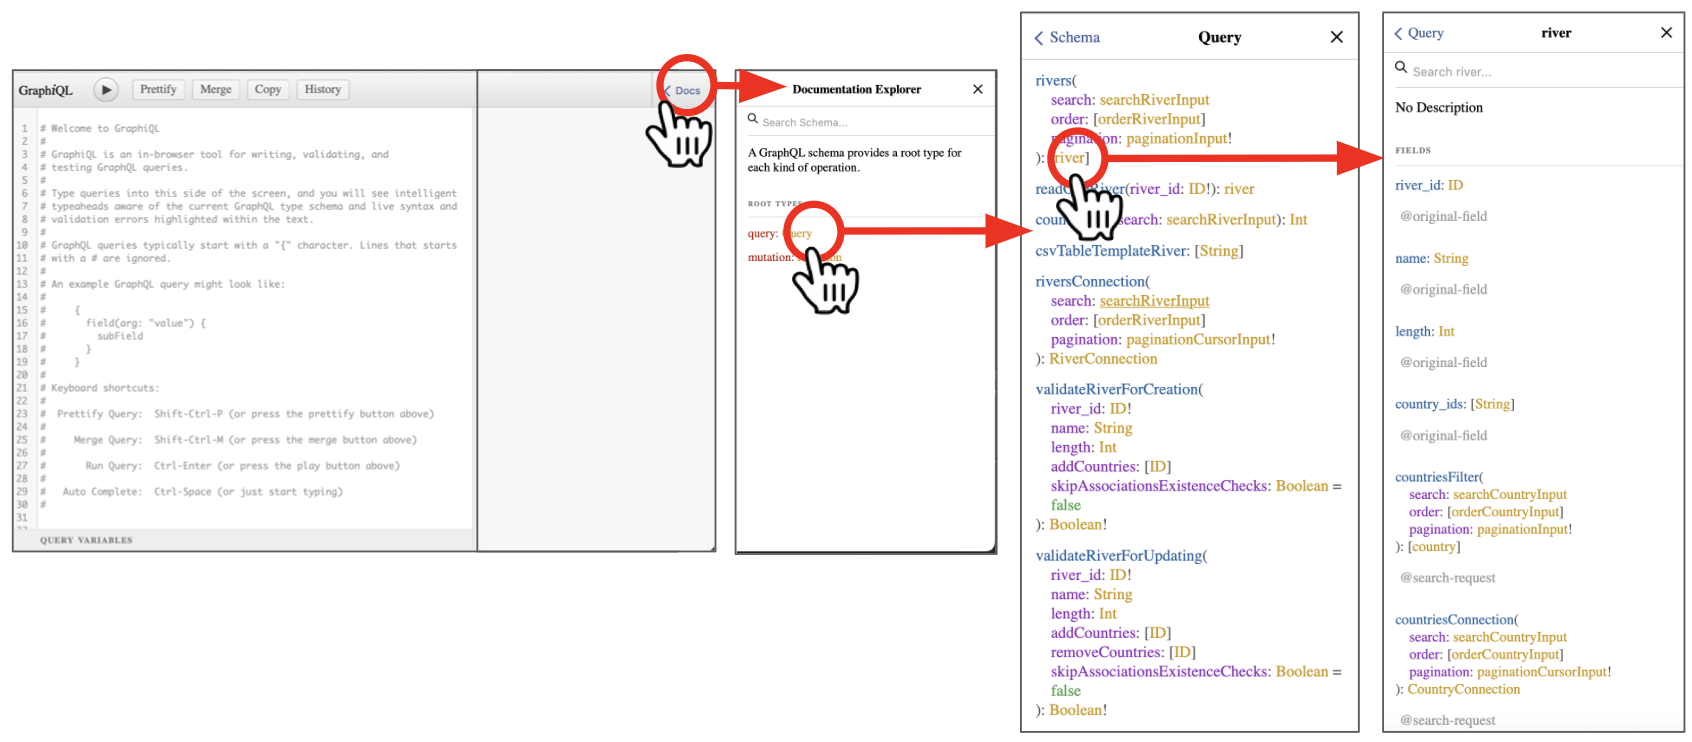 GraphiQL
Prettify
Merge
Copy
History
Docs
1 # Welcome to GraphiQL
2 #
3 # GraphiQL is an in-browser tool for writing, validating, and
4 # testing GraphQL queries.
5 #
6 # Type queries into this side of the screen, and you will see intelligent
7 # typeaheads aware of the current GraphQL type schema and live syntax and
8 # validation errors highlighted within the text.
9 #
10 # GraphQL queries typically start with a "{" character. Lines that starts
11 # with a # are ignored.
12 #
13 # An example GraphQL query might look like:
14 #
15 # {
16 # field(arg: "value") {
17 # subField
18 # }
19 # }
20 #
21 # Keyboard shortcuts:
22 #
23 # Prettify Query: Shift-Ctrl-P (or press the prettify button above)
24 #
25 # Merge Query: Shift-Ctrl-M (or press the merge button above)
26 #
27 # Run Query: Ctrl-Enter (or press the play button above)
28 #
29 # Auto Complete: Ctrl-Space (or just start typing)
30 #
31
QUERY VARIABLES
Documentation Explorer
Search Schema...
A GraphQL schema provides a root type for
each kind of operation.
ROOT TYPES
query: Query
mutation:
Schema
Query
rivers(
search: searchRiverInput
order: [orderRiverInput]
pagination: paginationInput!
): [river]
River(river_id: ID!): river
search: searchRiverInput): Int
csvTableTemplateRiver: [String]
riversConnection(
search: searchRiverInput
order: [orderRiverInput]
pagination: paginationCursorInput!
): RiverConnection
validateRiverForCreation(
river_id: ID!
name: String
length: Int
addCountries: [ID]
skipAssociationsExistenceChecks: Boolean =
false
): Boolean!
validateRiverForUpdating(
river_id: ID!
name: String
length: Int
addCountries: [ID]
removeCountries: [ID]
skipAssociationsExistenceChecks: Boolean =
false
): Boolean!
Query
river
Search river...
No Description
FIELDS
river_id: ID
@original-field
name: String
@original-field
length: Int
@original-field
country_ids: [String]
@original-field
countriesFilter(
search: searchCountryInput
order: [orderCountryInput]
pagination: paginationInput!
): [country]
@search-request
countriesConnection(
search: searchCountryInput
order: [orderCountryInput]
pagination: paginationCursorInput!
): CountryConnection
@search-request